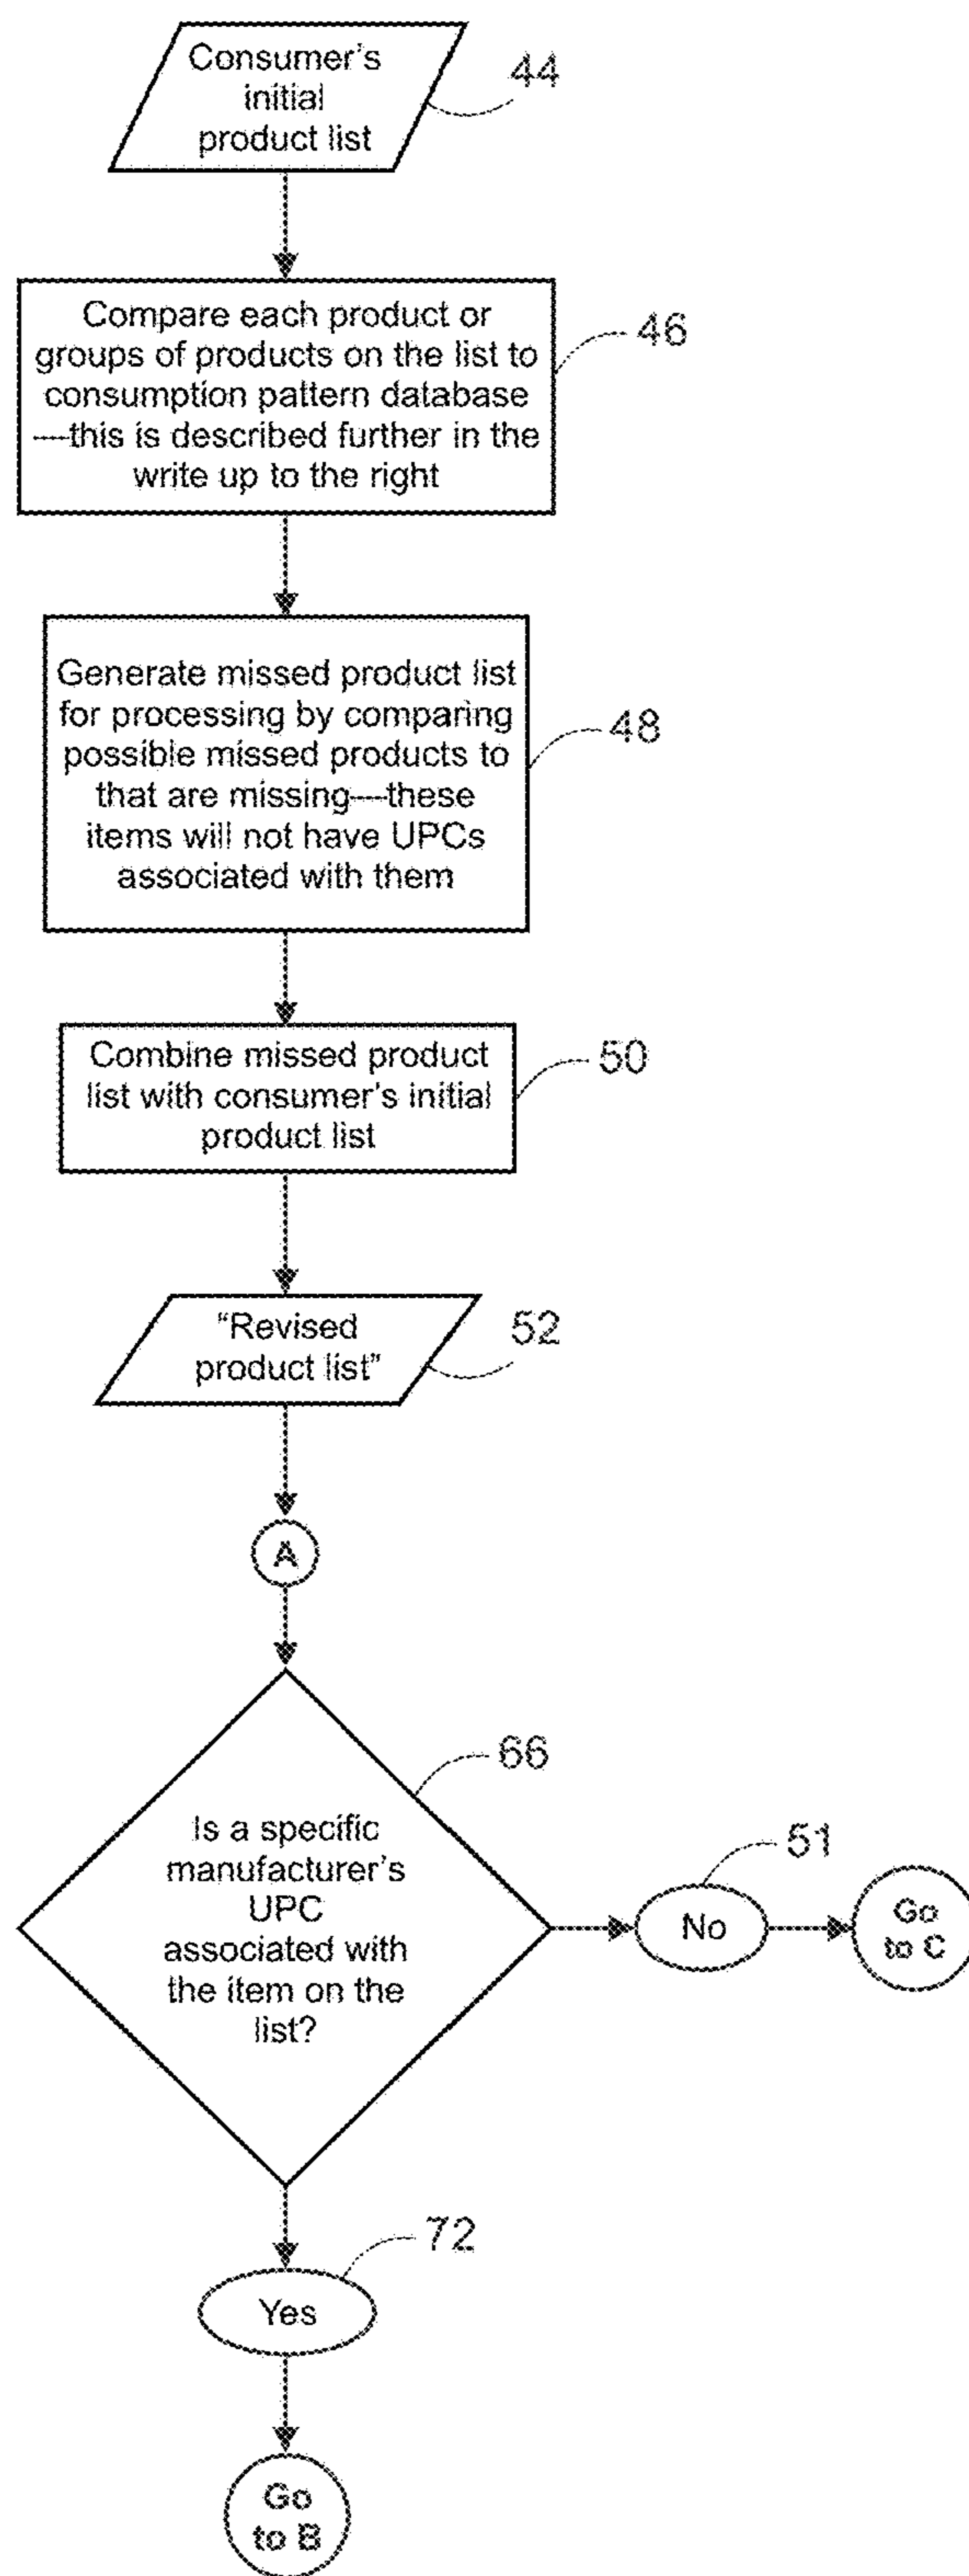 Consumer's
initial
product list
44
Compare each product or
groups of products on the list to
consumption pattern database
----this is described further in the
write up to the right
46
Generate missed product list
for processing by comparing
possible missed products to
that are missing----these
items will not have UPCs
associated with them
48
Combine missed product
list with consumer's initial
product list
50
"Revised
product list"
52
A
66
Is a specific
manufacturer's
UPC
associated with
the item on the
list?
51
No
Go
to C
72
Yes
Go
to B